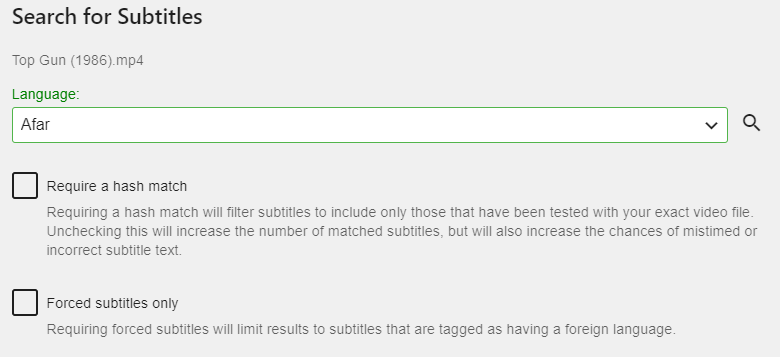 Search for Subtitles
Top Gun (1986).mp4
Language:
Afar
Require a hash match
Requiring a hash match will filter subtitles to include only those that have been tested with your exact video file.
Unchecking this will increase the number of matched subtitles, but will also increase the chances of mistimed or
incorrect subtitle text.
Forced subtitles only
Requiring forced subtitles will limit results to subtitles that are tagged as having a foreign language.